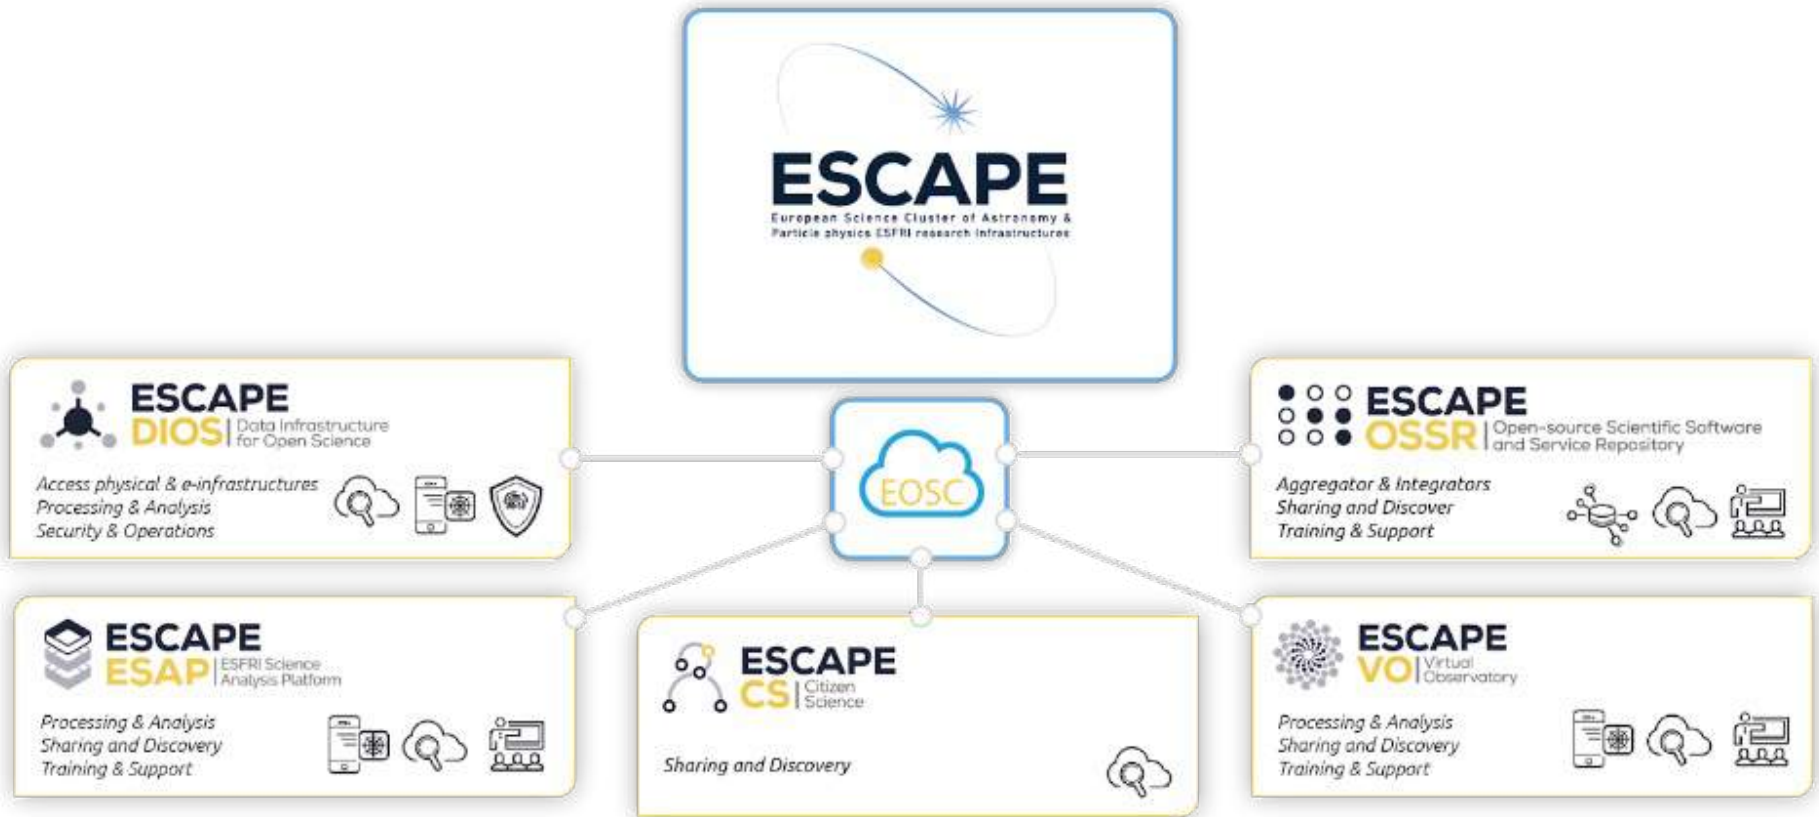 ESCAPE
European Science Cluster of Astronomy &
Particle physics ESFRI research Infrastructures
ESCAPE
DIOS | Data Infrastructure
for Open Science
Access physical & e-infrastructures
Processing & Analysis
Security & Operations
EOSC
ESCAPE
OSSR | Open-source Scientific Software
and Service Repository
Aggregator & Integrators
Sharing and Discover
Training & Support
ESCAPE
ESAP | ESFRI Science
Analysis Platform
Processing & Analysis
Sharing and Discovery
Training & Support
ESCAPE
CS | Citizen
Science
Sharing and Discovery
ESCAPE
VO | Virtual
Observatory
Processing & Analysis
Sharing and Discovery
Training & Support